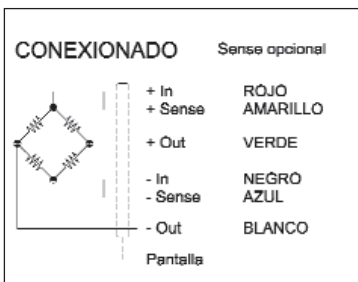 CONEXIONADO Sense opcional
+ In ROJO
+ Sense AMARILLO
+ Out VERDE
- In NEGRO
- Sense AZUL
- Out BLANCO
Pantalla